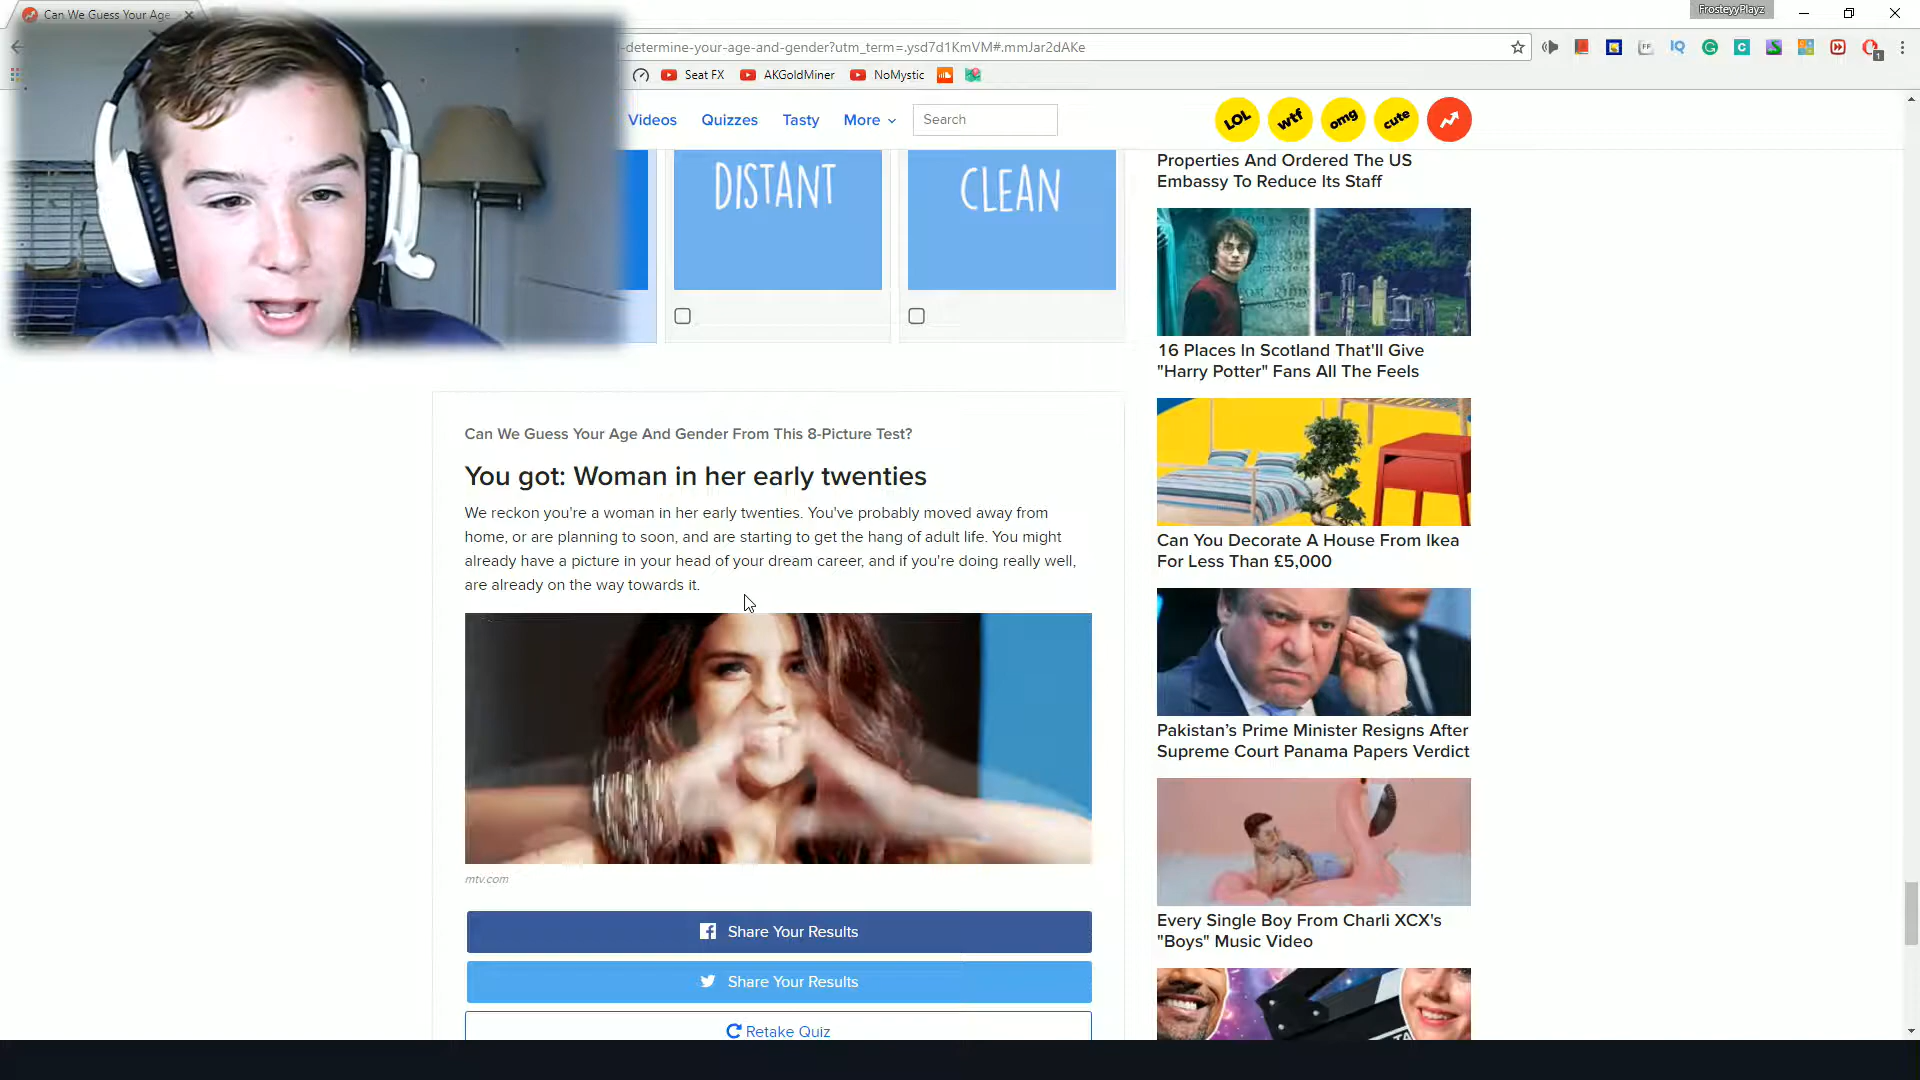 Can We Guess Your Age
FrosteyyPlayz
-determine-your-age-and-gender?utm_term=.ysd7d1KmVM#.mmJar2dAKe
Seat FX
AKGoldMiner
NoMystic
Videos
Quizzes
Tasty
More
Search
LOL
wtf
omg
cute
DISTANT
CLEAN
Properties And Ordered The US
Embassy To Reduce Its Staff
16 Places In Scotland That'll Give
"Harry Potter" Fans All The Feels
Can You Decorate A House From Ikea
For Less Than £5,000
Pakistan’s Prime Minister Resigns After
Supreme Court Panama Papers Verdict
Every Single Boy From Charli XCX's
"Boys" Music Video
Can We Guess Your Age And Gender From This 8-Picture Test?
You got: Woman in her early twenties
We reckon you're a woman in her early twenties. You've probably moved away from
home, or are planning to soon, and are starting to get the hang of adult life. You might
already have a picture in your head of your dream career, and if you're doing really well,
are already on the way towards it.
mtv.com
Share Your Results
Share Your Results
Retake Quiz